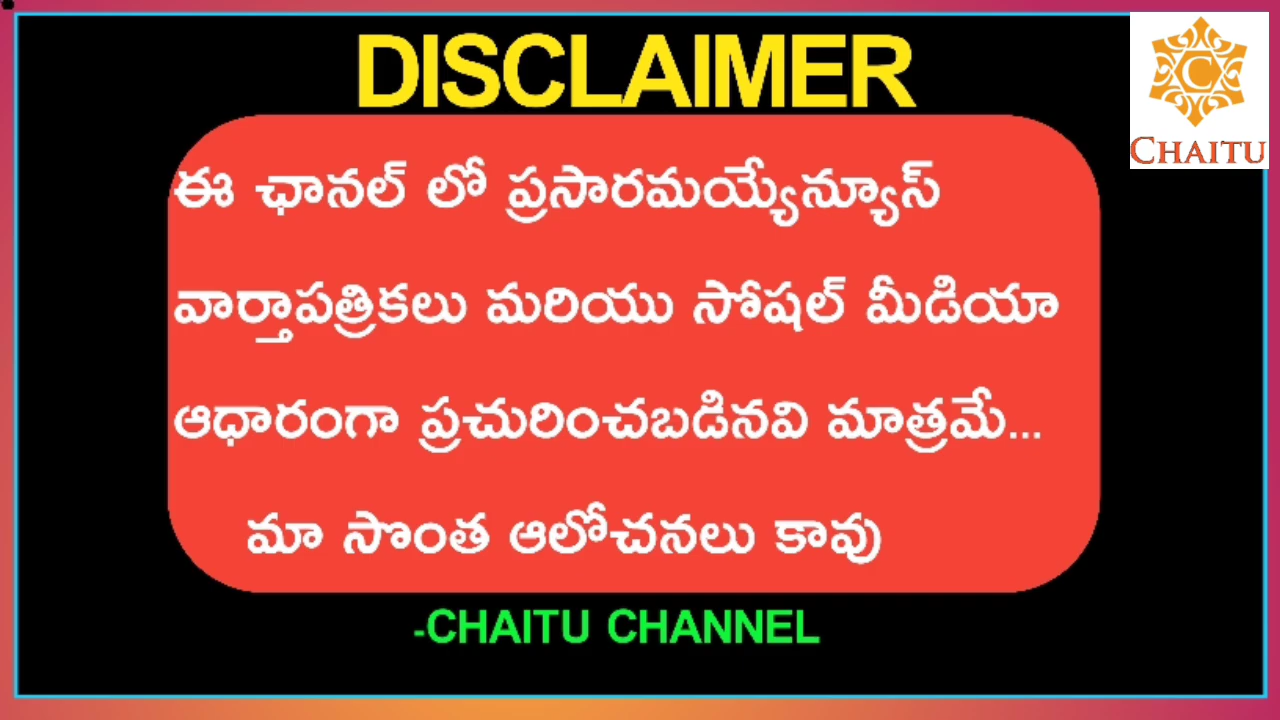 DISCLAIMER
C
CHAITU
ఈ ఛానల్ లో ప్రసారమయ్యేన్యూస్
వార్తాపత్రికలు మరియు సోషల్ మీడియా
ఆధారంగా ప్రచురించబడినవి మాత్రమే...
మా సొంత ఆలోచనలు కావు
-CHAITU CHANNEL